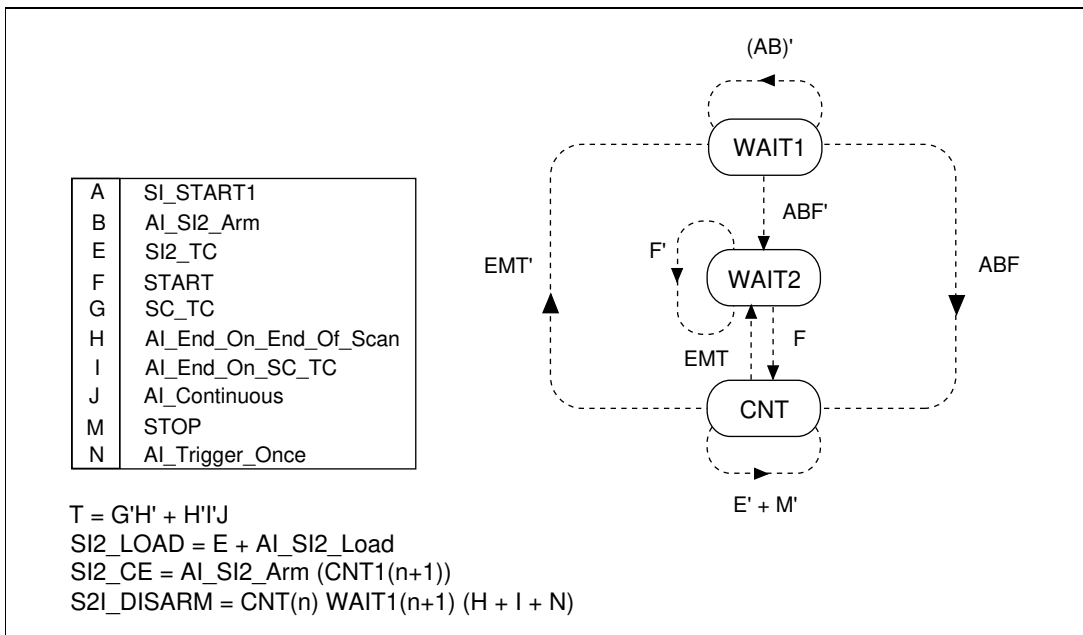 A SI_START1
B AI_SI2_Arm
E SI2_TC
F START
G SC_TC
H AI_End_On_End_Of_Scan
I AI_End_On_SC_TC
J AI_Continuous
M STOP
N AI_Trigger_Once
T = G'H' + H'I'J
SI2_LOAD = E + AI_SI2_Load
SI2_CE = AI_SI2_Arm (CNT1(n+1))
S2I_DISARM = CNT(n) WAIT1(n+1) (H + I + N)
(AB)'
WAIT1
ABF'
F'
WAIT2
EMT'
ABF
EMT
F
CNT
E' + M'